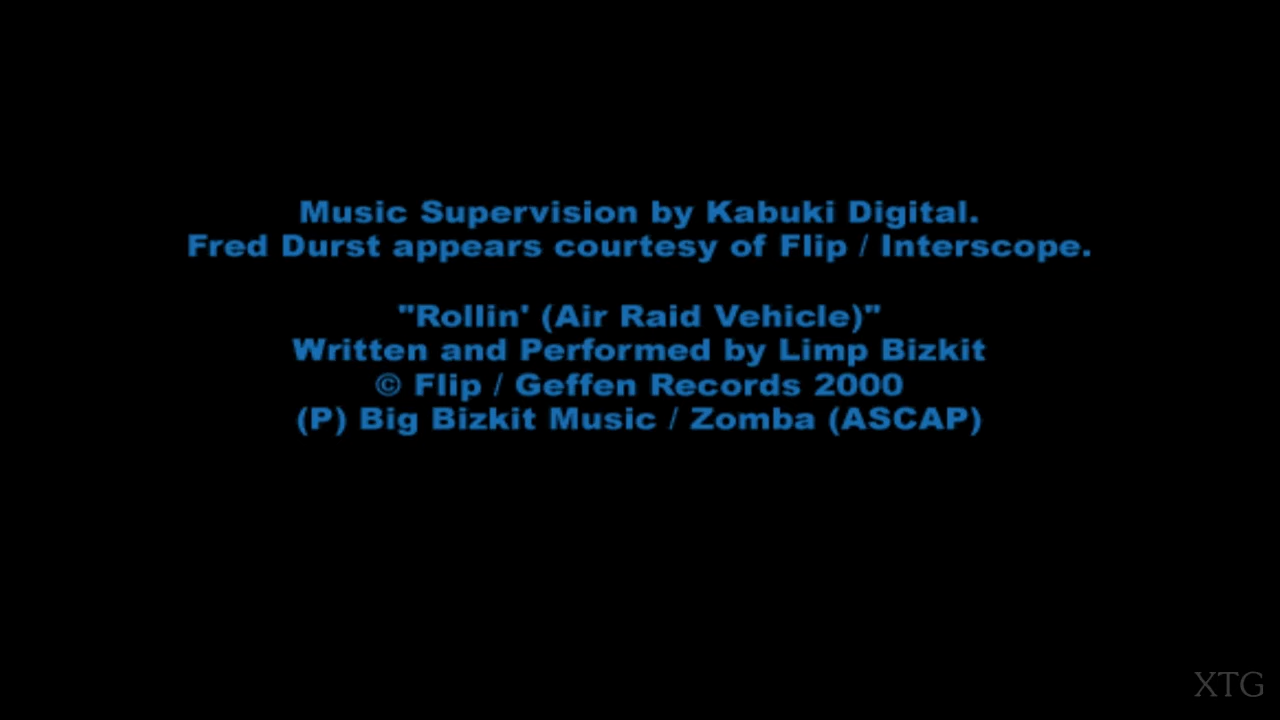 Music Supervision by Kabuki Digital.
Fred Durst appears courtesy of Flip / Interscope.
"Rollin' (Air Raid Vehicle)"
Written and Performed by Limp Bizkit
© Flip / Geffen Records 2000
(P) Big Bizkit Music / Zomba (ASCAP)
XTG